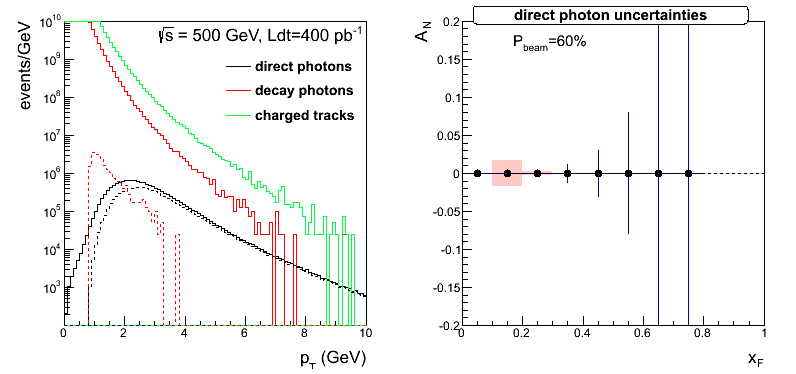 √s = 500 GeV, Ldt=400 pb-1
direct photons
decay photons
charged tracks
events/GeV
10^10
10^9
10^8
10^7
10^6
10^5
10^4
10^3
0 2 4 6 8 10
p_T (GeV)
direct photon uncertainties
P_beam=60%
A_N
0.2
0.15
0.1
0.05
0
-0.05
-0.1
-0.15
-0.2
0 0.2 0.4 0.6 0.8 1
x_F